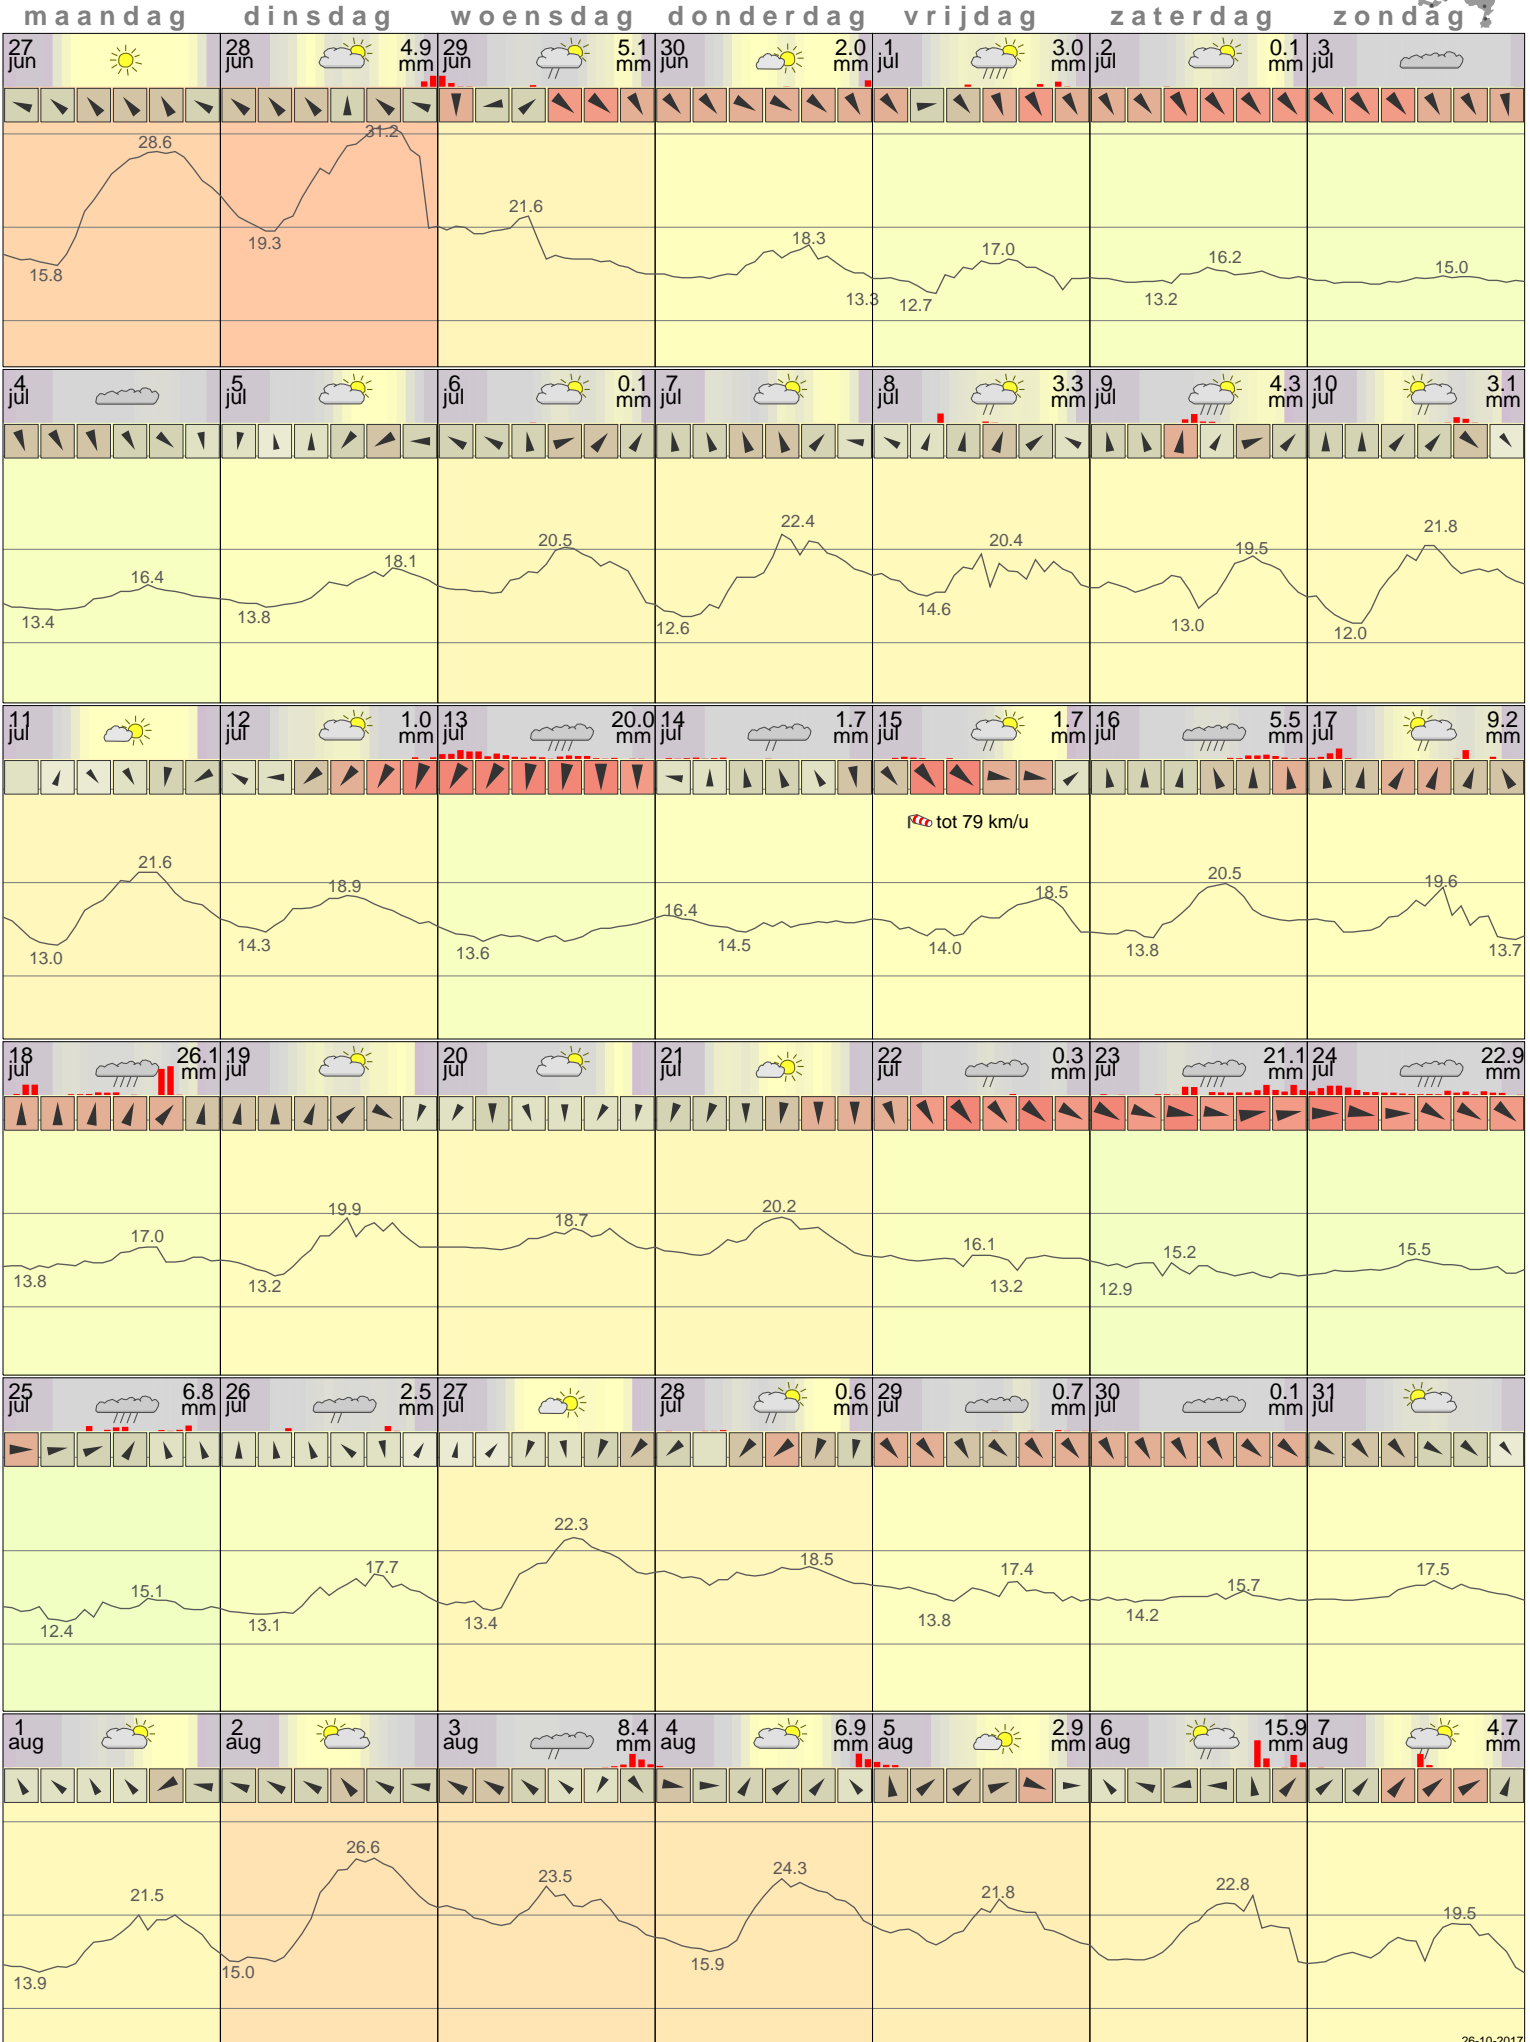 maandag dinsdag woensdag donderdag vrijdag zaterdag zondag
27 jun 28 jun 4.9 mm 29 jun 5.1 mm 30 jun 2.0 mm 1 jul 3.0 mm 2 jul 0.1 mm 3 jul
28.6 31.2 21.6 18.3 17.0 16.2 15.0
15.8 19.3 13.3 12.7 13.2
4 jul 5 jul 6 jul 0.1 mm 7 jul 8 jul 3.3 mm 9 jul 4.3 mm 10 jul 3.1 mm
16.4 18.1 20.5 22.4 20.4 19.5 21.8
13.4 13.8 12.6 14.6 13.0 12.0
11 jul 12 jul 1.0 mm 13 jul 20.0 mm 14 jul 1.7 mm 15 jul 1.7 mm 16 jul 5.5 mm 17 jul 9.2 mm
tot 79 km/u
21.6 18.9 16.4 18.5 20.5 19.6
13.0 14.3 13.6 14.5 14.0 13.8 13.7
18 jul 26.1 mm 19 jul 20 jul 21 jul 22 jul 0.3 mm 23 jul 21.1 mm 24 jul 22.9 mm
17.0 19.9 18.7 20.2 16.1 15.2 15.5
13.8 13.2 13.2 12.9
25 jul 6.8 mm 26 jul 2.5 mm 27 jul 28 jul 0.6 mm 29 jul 0.7 mm 30 jul 0.1 mm 31 jul
15.1 17.7 22.3 18.5 17.4 15.7 17.5
12.4 13.1 13.4 13.8 14.2
1 aug 2 aug 3 aug 8.4 mm 4 aug 6.9 mm 5 aug 2.9 mm 6 aug 15.9 mm 7 aug 4.7 mm
21.5 26.6 23.5 24.3 21.8 22.8 19.5
13.9 15.0 15.9
26-10-2017